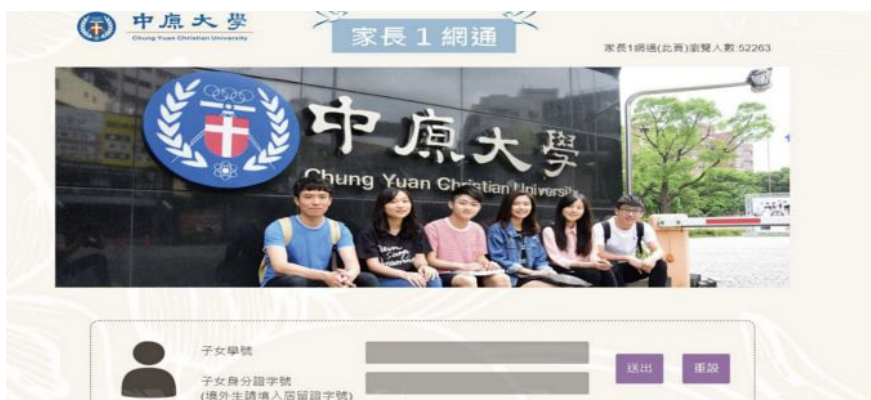 中原大學
Chung Yuan Christian University
家長１網通
家長1網通(此頁)瀏覽人數:52263
中原大學
Chung Yuan Christian University
子女學號
子女身分證字號
(境外生請填入居留證字號)
送出
重設